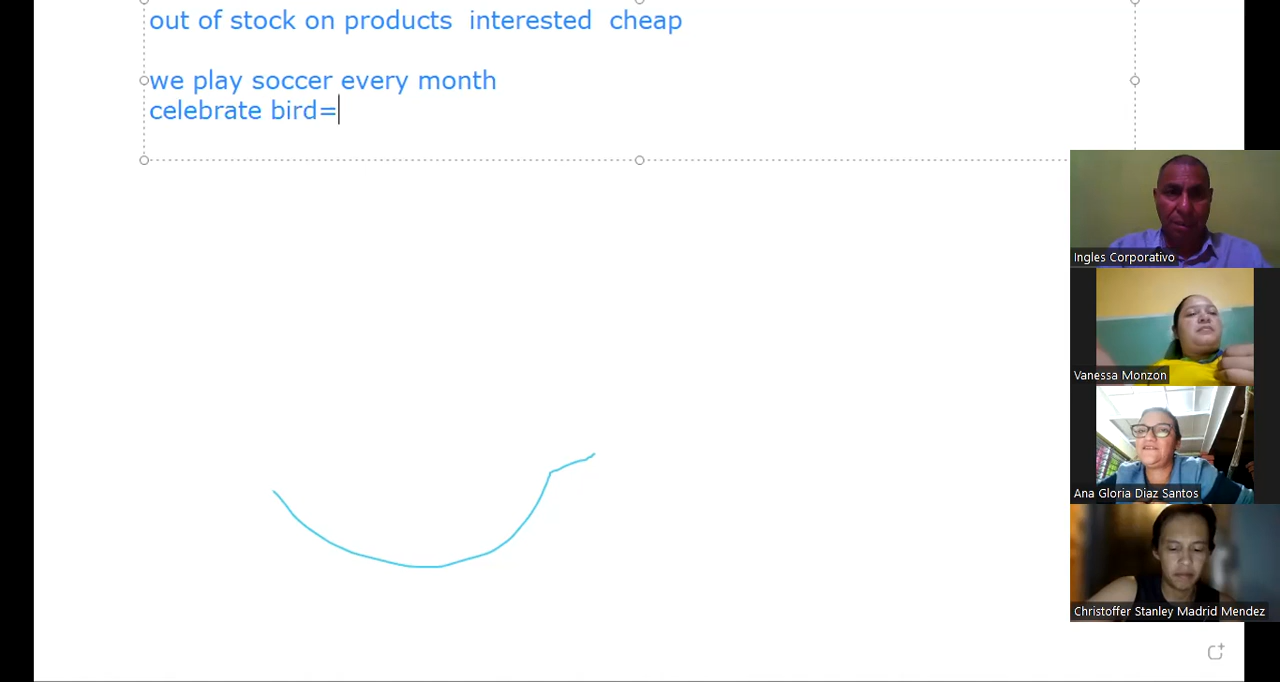 out of stock on products  interested  cheap
we play soccer every month
celebrate bird=
Ingles Corporativo
Vanessa Monzon
Ana Gloria Diaz Santos
Christoffer Stanley Madrid Mendez